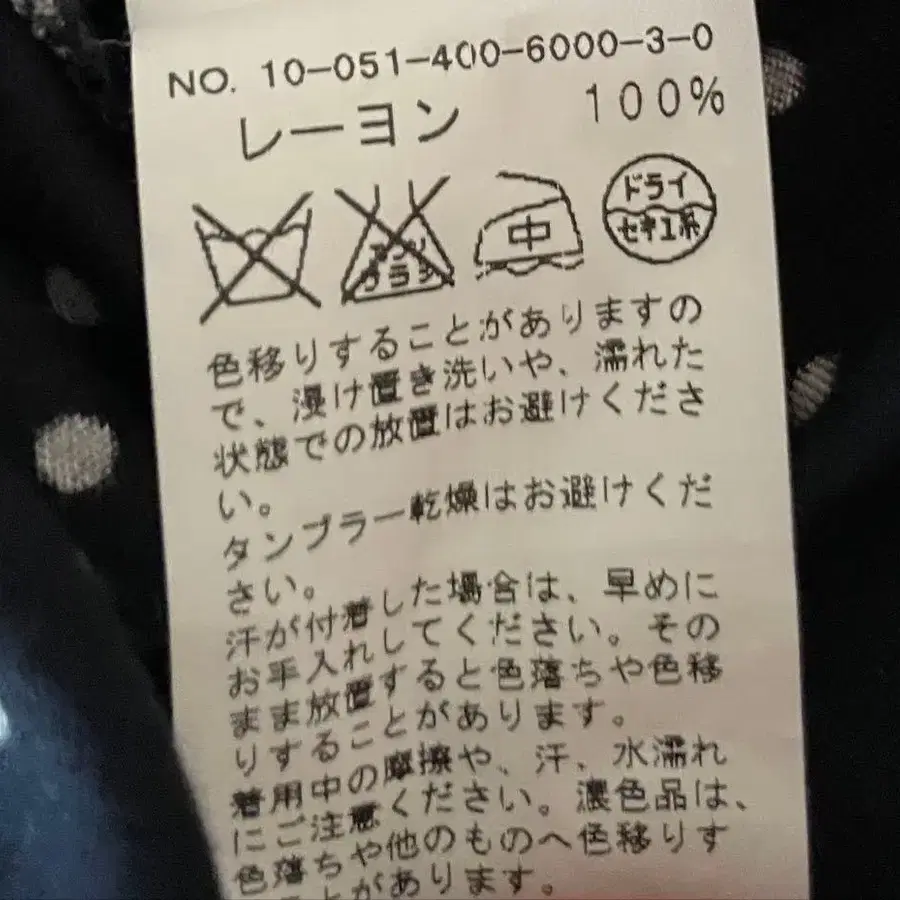 NO. 10-051-400-6000-3-0
レーヨン 100%
エンソ
サラシ
中
ドライ
セキユ系
色移りすることがありますの
で、浸け置き洗いや、濡れた
状態での放置はお避けくださ
い。
タンブラー乾燥はお避けくだ
さい。
汗が付着した場合は、早めに
お手入れしてください。その
まま放置すると色落ちや色移
りすることがあります。
着用中の摩擦や、汗、水濡れ
にご注意ください。濃色品は、
色落ちや他のものへ色移りす
ことがあります。